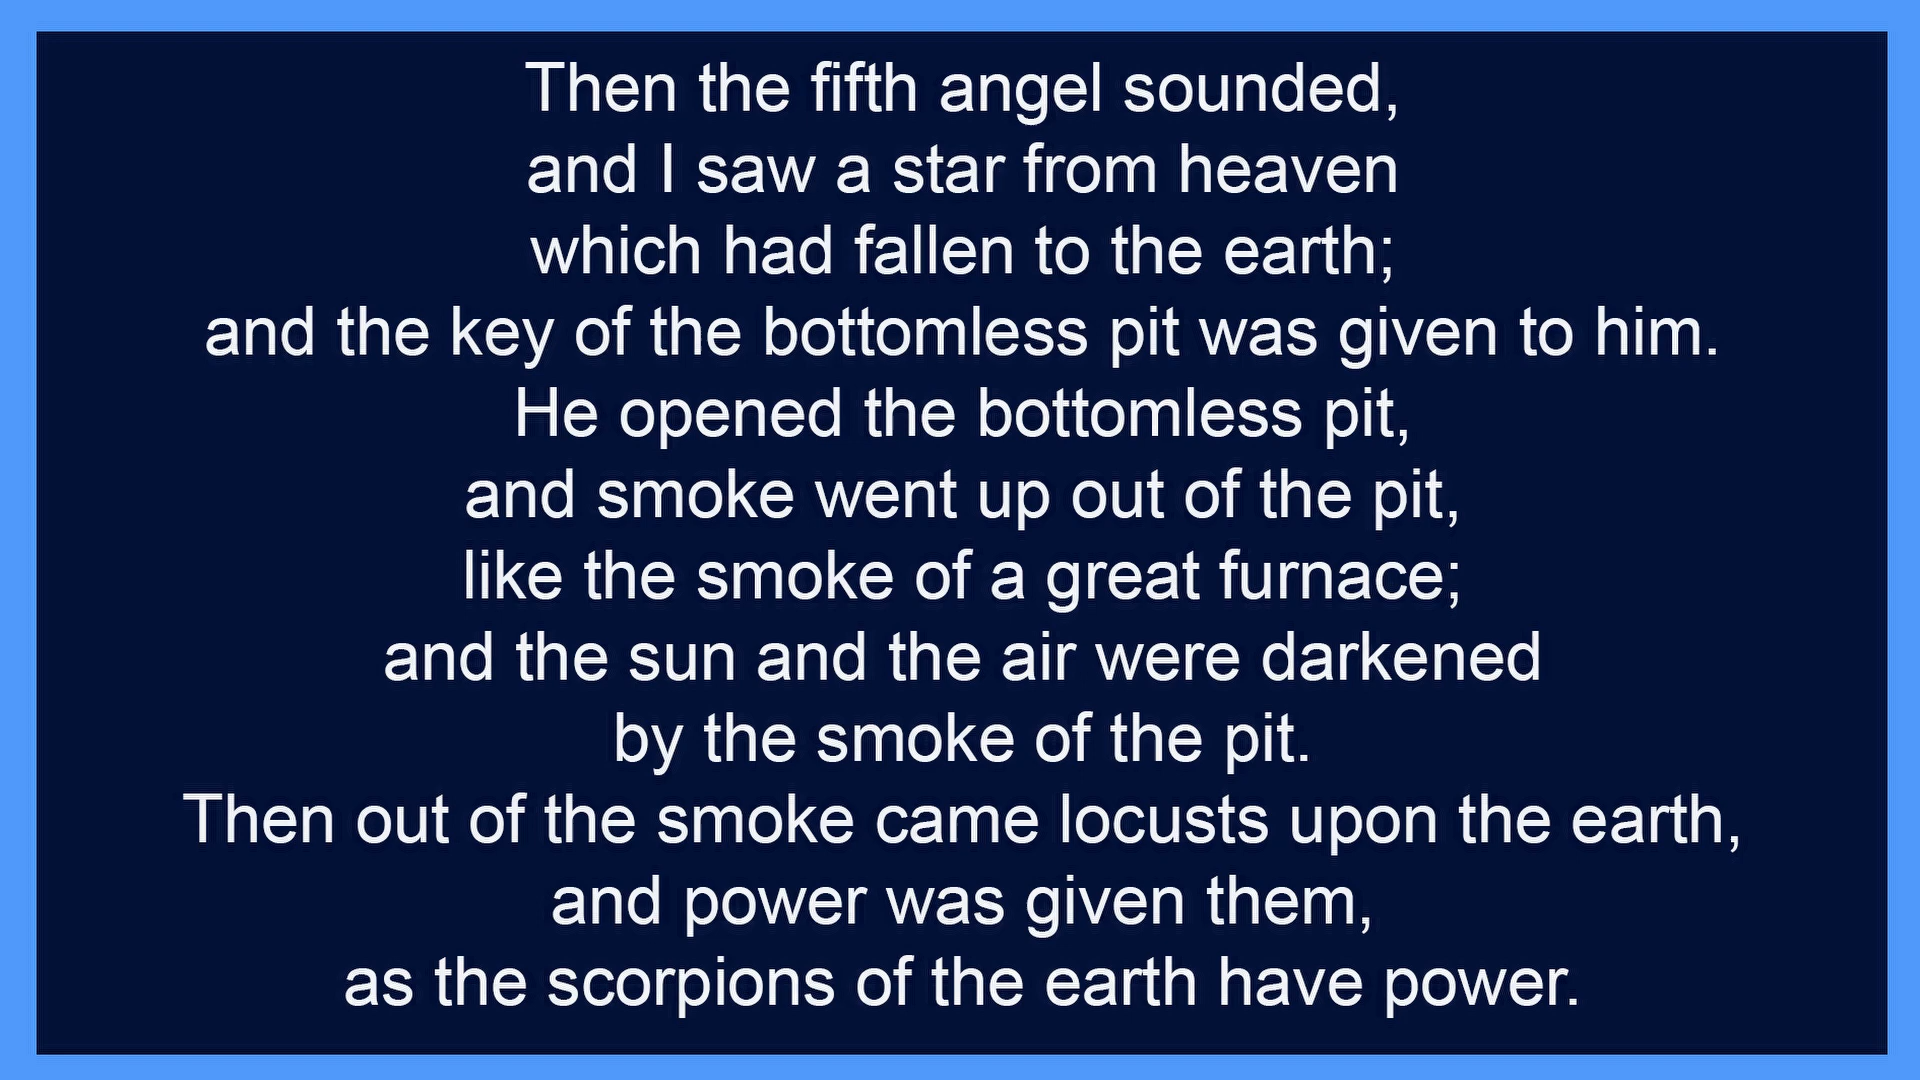 Then the fifth angel sounded,
and I saw a star from heaven
which had fallen to the earth;
and the key of the bottomless pit was given to him.
He opened the bottomless pit,
and smoke went up out of the pit,
like the smoke of a great furnace;
and the sun and the air were darkened
by the smoke of the pit.
Then out of the smoke came locusts upon the earth,
and power was given them,
as the scorpions of the earth have power.